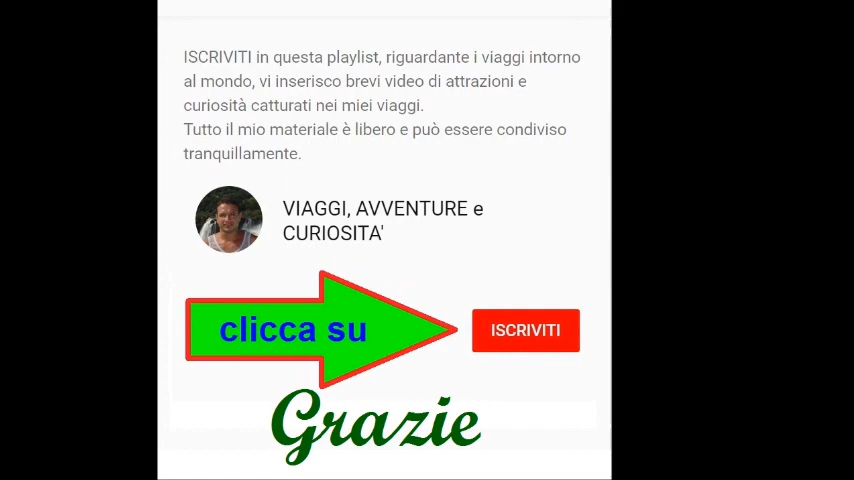 ISCRIVITI in questa playlist, riguardante i viaggi intorno
al mondo, vi inserisco brevi video di attrazioni e
curiosità catturati nei miei viaggi.
Tutto il mio materiale è libero e può essere condiviso
tranquillamente.
VIAGGI, AVVENTURE e
CURIOSITA'
clicca su
ISCRIVITI
Grazie